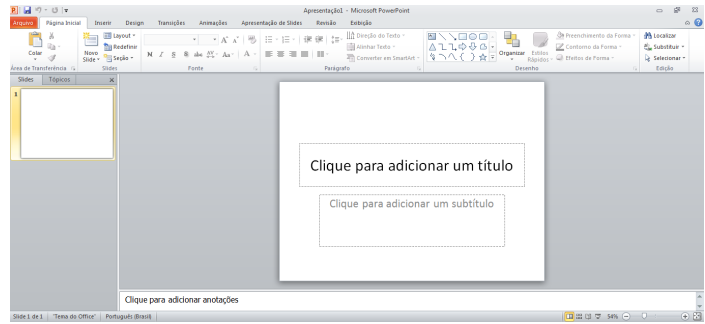 Apresentação1 - Microsoft PowerPoint
Arquivo Página Inicial Inserir Design Transições Animações Apresentação de Slides Revisão Exibição
Colar
Área de Transferência
Novo Slide
Layout
Redefinir
Seção
Slides
N I S S abc AV Aa A
Fonte
Direção do Texto
Alinhar Texto
Converter em SmartArt
Parágrafo
Organizar
Estilos Rápidos
Preenchimento da Forma
Contorno da Forma
Efeitos de Forma
Desenho
Localizar
Substituir
Selecionar
Edição
Slides Tópicos
1
Clique para adicionar um título
Clique para adicionar um subtítulo
Clique para adicionar anotações
Slide 1 de 1 "Tema do Office" Português (Brasil) 54%